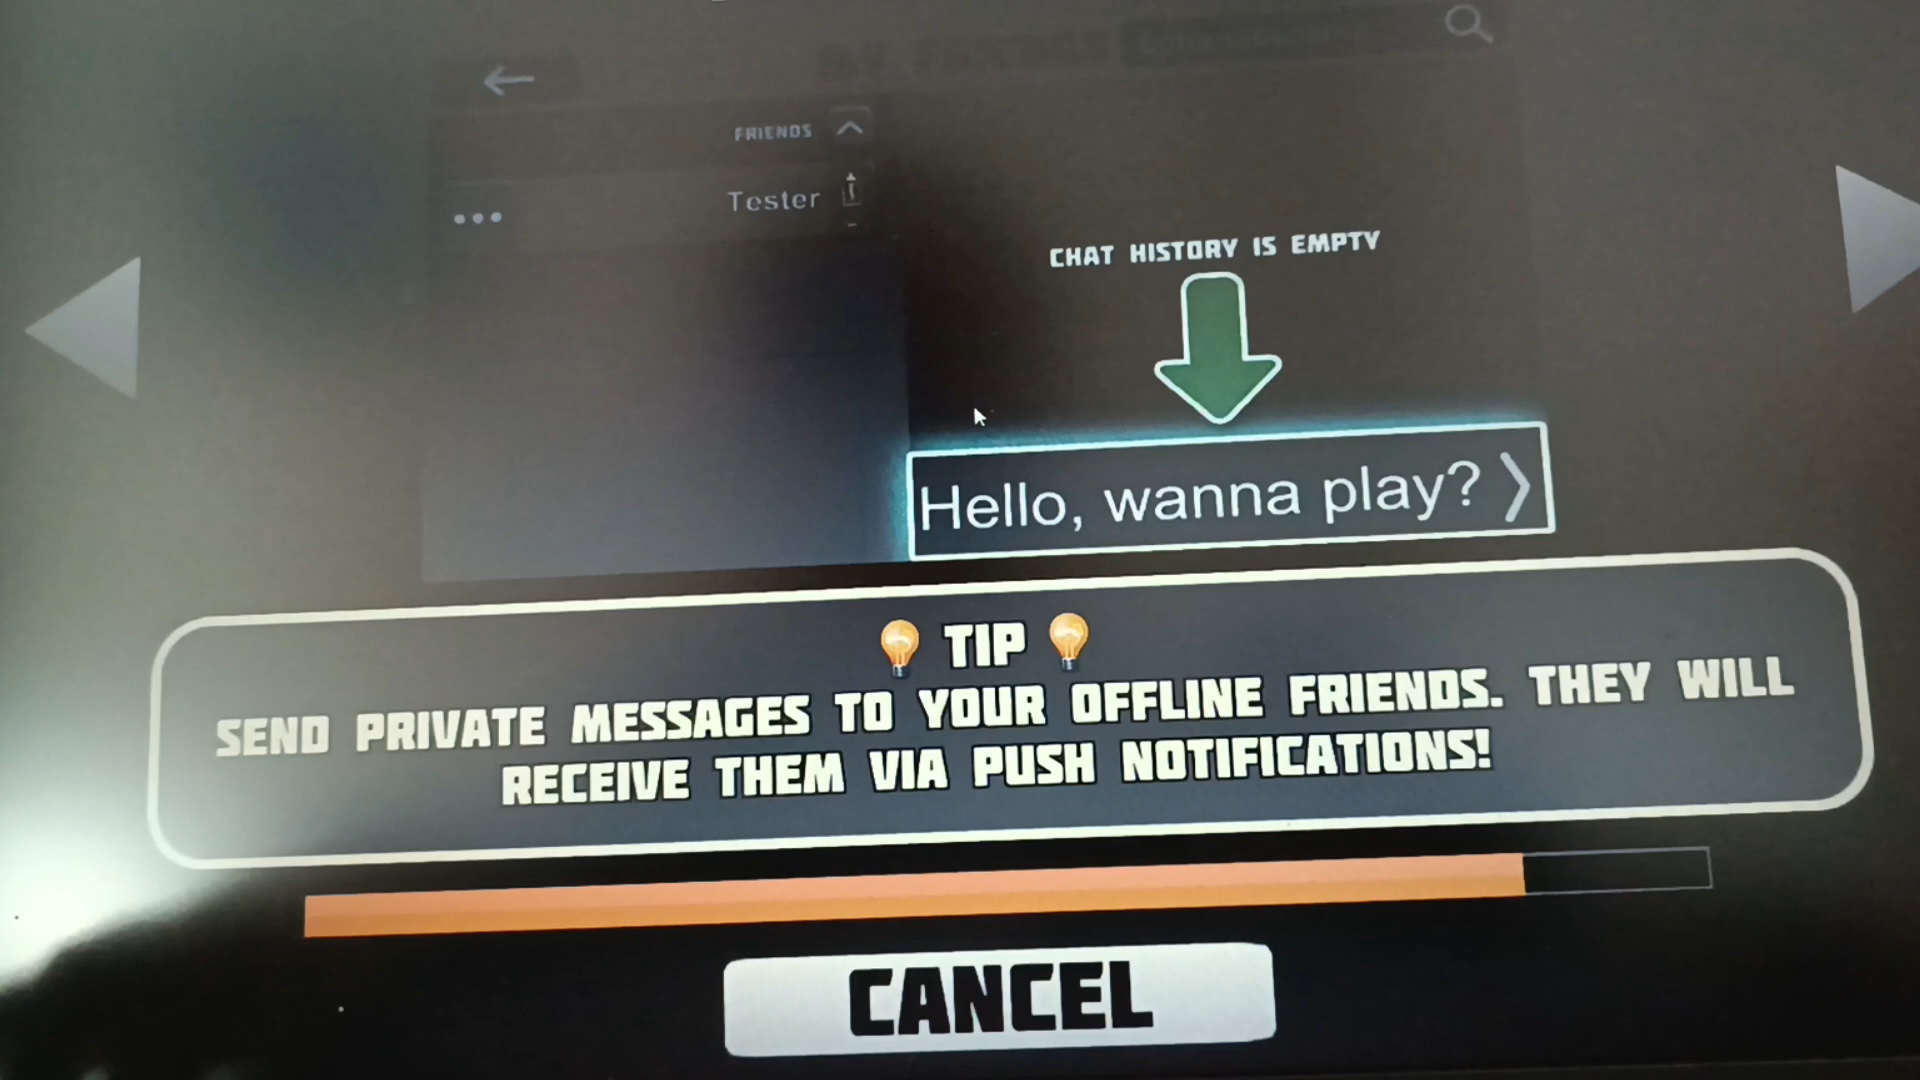 FRIENDS
Tester
CHAT HISTORY IS EMPTY
Hello, wanna play?
TIP
SEND PRIVATE MESSAGES TO YOUR OFFLINE FRIENDS. THEY WILL
RECEIVE THEM VIA PUSH NOTIFICATIONS!
CANCEL